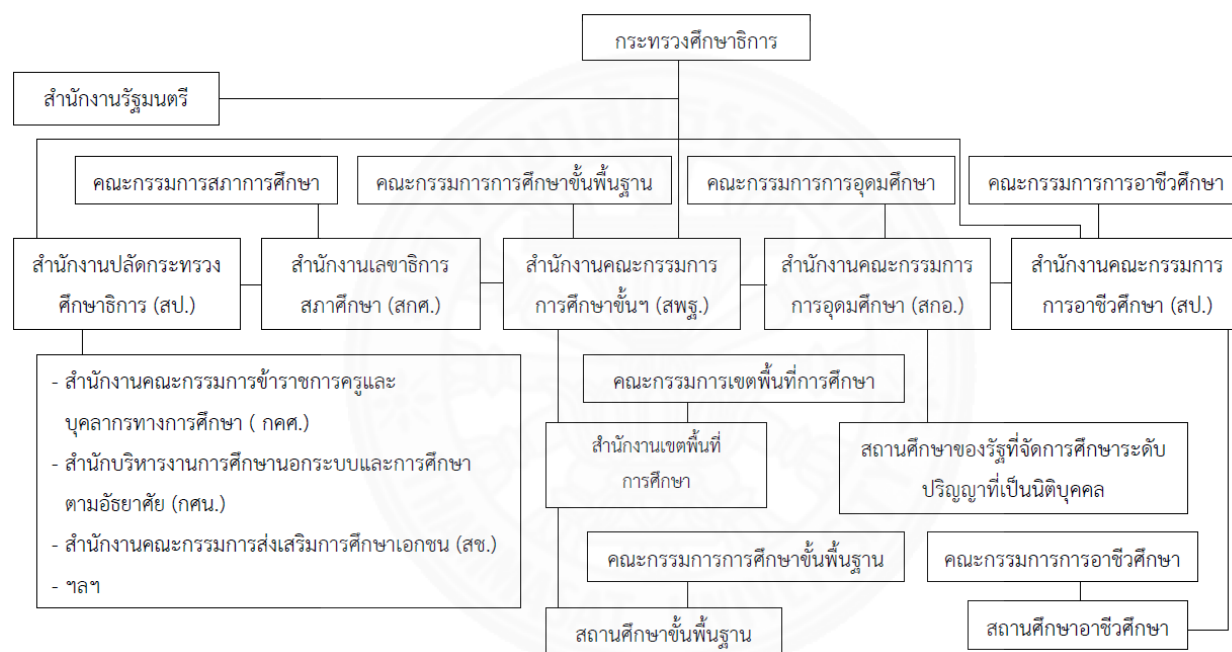 กระทรวงศึกษาธิการ
สำนักงานรัฐมนตรี
คณะกรรมการสภาการศึกษา
คณะกรรมการการศึกษาขั้นพื้นฐาน
คณะกรรมการการอุดมศึกษา
คณะกรรมการการอาชีวศึกษา
สำนักงานปลัดกระทรวง
ศึกษาธิการ (สป.)
สำนักงานเลขาธิการ
สภาศึกษา (สกศ.)
สำนักงานคณะกรรมการ
การศึกษาขั้นฯ (สพฐ.)
สำนักงานคณะกรรมการ
การอุดมศึกษา (สกอ.)
สำนักงานคณะกรรมการ
การอาชีวศึกษา (สป.)
- สำนักงานคณะกรรมการข้าราชการครูและ
บุคลากรทางการศึกษา ( กคศ.)
- สำนักบริหารงานการศึกษานอกระบบและการศึกษา
ตามอัธยาศัย (กศน.)
- สำนักงานคณะกรรมการส่งเสริมการศึกษาเอกชน (สช.)
- ฯลฯ
คณะกรรมการเขตพื้นที่การศึกษา
สำนักงานเขตพื้นที่
การศึกษา
สถานศึกษาของรัฐที่จัดการศึกษาระดับ
ปริญญาที่เป็นนิติบุคคล
คณะกรรมการการศึกษาขั้นพื้นฐาน
สถานศึกษาขั้นพื้นฐาน
คณะกรรมการการอาชีวศึกษา
สถานศึกษาอาชีวศึกษา